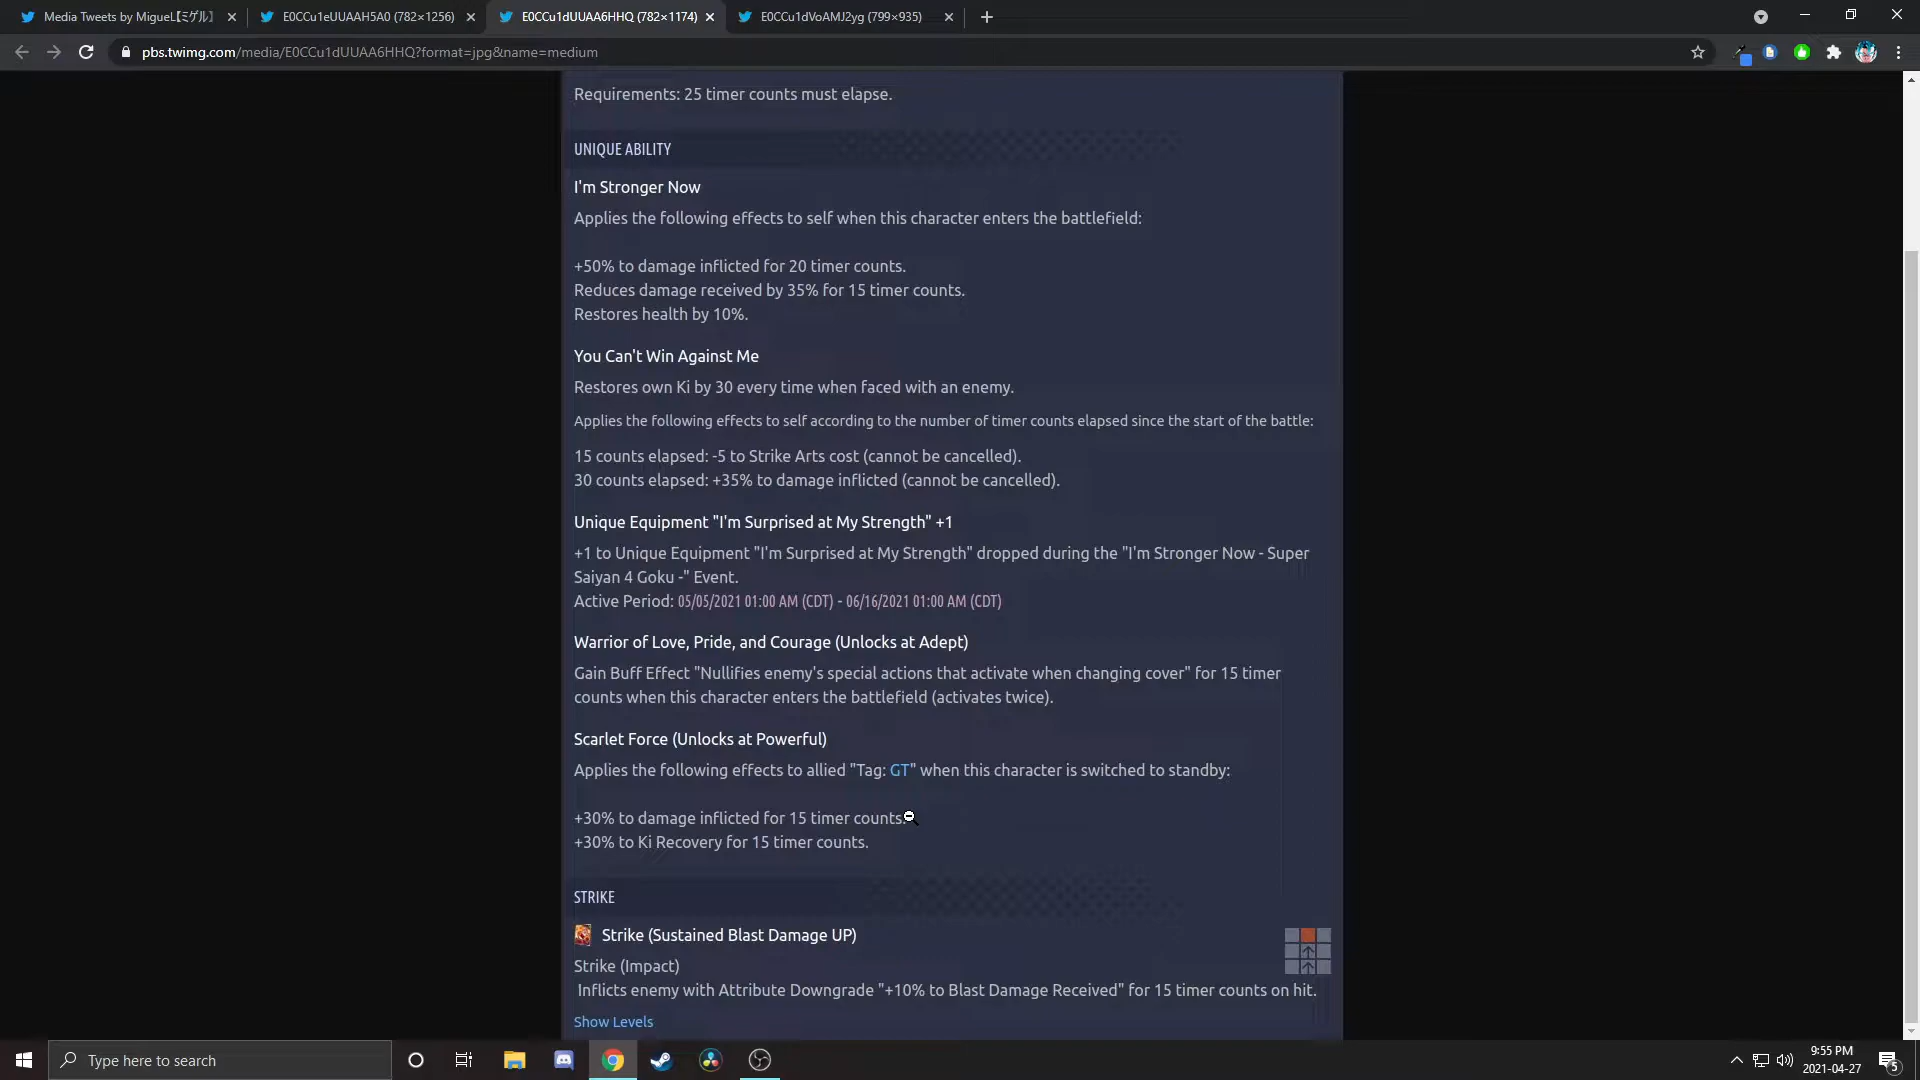 Media Tweets by MigueL【ミゲル】
E0CCu1eUUAAH5A0 (782×1256)
E0CCu1dUUAA6HHQ (782×1174)
E0CCu1dVoAMJ2yg (799×935)
pbs.twimg.com/media/E0CCu1dUUAA6HHQ?format=jpg&name=medium
Requirements: 25 timer counts must elapse.
UNIQUE ABILITY
I'm Stronger Now
Applies the following effects to self when this character enters the battlefield:
+50% to damage inflicted for 20 timer counts.
Reduces damage received by 35% for 15 timer counts.
Restores health by 10%.
You Can't Win Against Me
Restores own Ki by 30 every time when faced with an enemy.
Applies the following effects to self according to the number of timer counts elapsed since the start of the battle:
15 counts elapsed: -5 to Strike Arts cost (cannot be cancelled).
30 counts elapsed: +35% to damage inflicted (cannot be cancelled).
Unique Equipment "I'm Surprised at My Strength" +1
+1 to Unique Equipment "I'm Surprised at My Strength" dropped during the "I'm Stronger Now - Super
Saiyan 4 Goku -" Event.
Active Period: 05/05/2021 01:00 AM (CDT) - 06/16/2021 01:00 AM (CDT)
Warrior of Love, Pride, and Courage (Unlocks at Adept)
Gain Buff Effect "Nullifies enemy's special actions that activate when changing cover" for 15 timer
counts when this character enters the battlefield (activates twice).
Scarlet Force (Unlocks at Powerful)
Applies the following effects to allied "Tag: GT" when this character is switched to standby:
+30% to damage inflicted for 15 timer counts.
+30% to Ki Recovery for 15 timer counts.
STRIKE
Strike (Sustained Blast Damage UP)
Strike (Impact)
Inflicts enemy with Attribute Downgrade "+10% to Blast Damage Received" for 15 timer counts on hit.
Show Levels
Type here to search
9:55 PM
2021-04-27
5